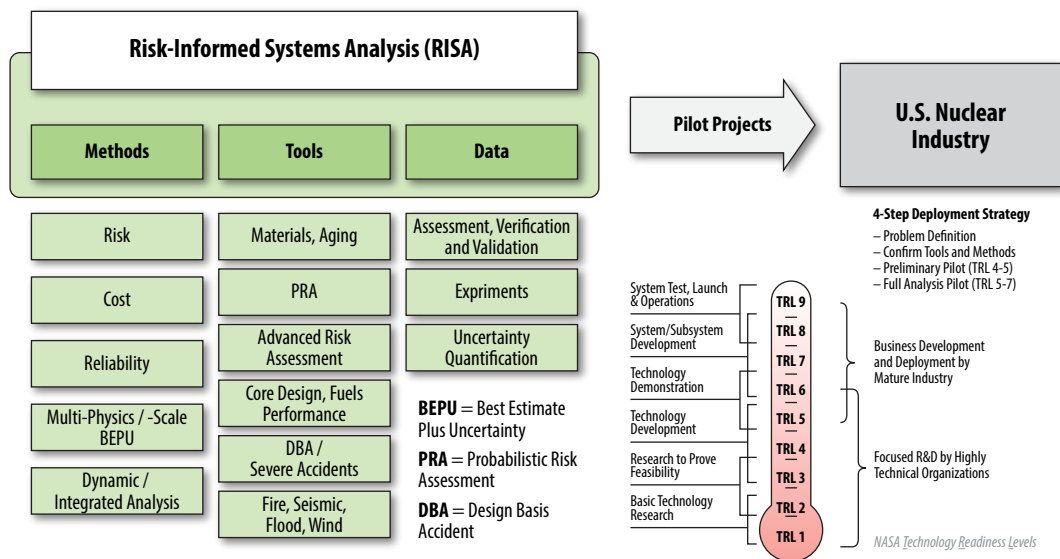 Risk-Informed Systems Analysis (RISA)
Methods
Tools
Data
Risk
Cost
Reliability
Multi-Physics / -Scale
BEPU
Dynamic /
Integrated Analysis
Materials, Aging
PRA
Advanced Risk
Assessment
Core Design, Fuels
Performance
DBA /
Severe Accidents
Fire, Seismic,
Flood, Wind
Assessment, Verification
and Validation
Expriments
Uncertainty
Quantification
BEPU = Best Estimate
Plus Uncertainty
PRA = Probabilistic Risk
Assessment
DBA = Design Basis
Accident
Pilot Projects
U.S. Nuclear
Industry
4-Step Deployment Strategy
– Problem Definition
– Confirm Tools and Methods
– Preliminary Pilot (TRL 4-5)
– Full Analysis Pilot (TRL 5-7)
System Test, Launch
& Operations
System/Subsystem
Development
Technology
Demonstration
Technology
Development
Research to Prove
Feasibility
Basic Technology
Research
TRL 9
TRL 8
TRL 7
TRL 6
TRL 5
TRL 4
TRL 3
TRL 2
TRL 1
Business Development
and Deployment by
Mature Industry
Focused R&D by Highly
Technical Organizations
NASA Technology Readiness Levels